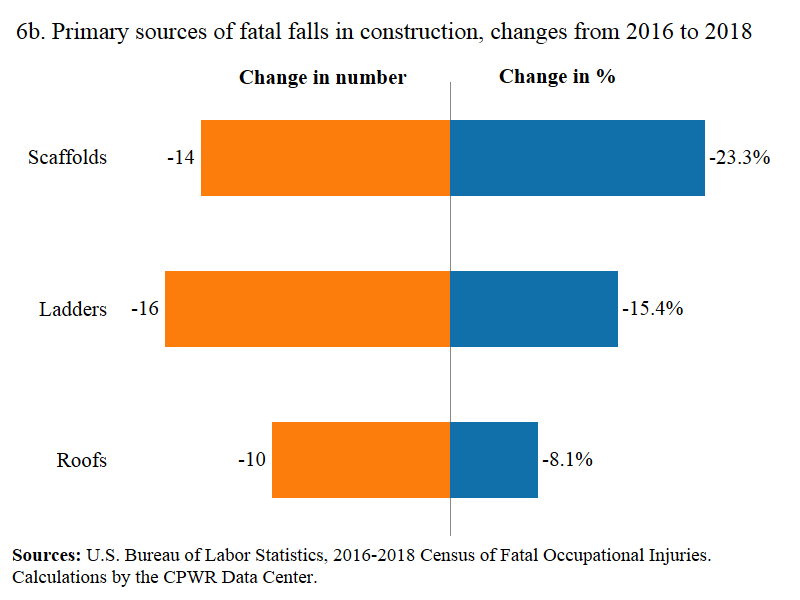 6b. Primary sources of fatal falls in construction, changes from 2016 to 2018
Change in number
Change in %
Scaffolds -14 -23.3%
Ladders -16 -15.4%
Roofs -10 -8.1%
Sources: U.S. Bureau of Labor Statistics, 2016-2018 Census of Fatal Occupational Injuries.
Calculations by the CPWR Data Center.